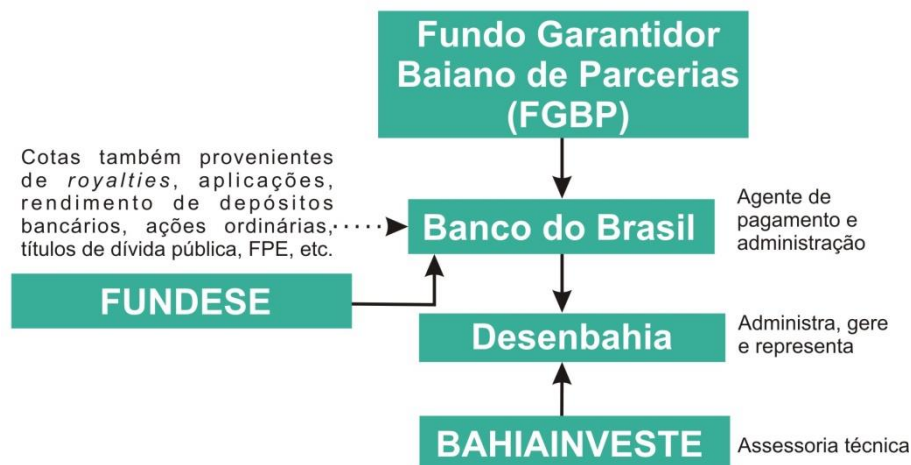 Fundo Garantidor
Baiano de Parcerias
(FGBP)
Cotas também provenientes
de royalties, aplicações,
rendimento de depósitos
bancários, ações ordinárias,
títulos de dívida pública, FPE, etc.
Banco do Brasil
Agente de
pagamento e
administração
FUNDESE
Desenbahia
Administra, gere
e representa
BAHIAINVESTE
Assessoria técnica